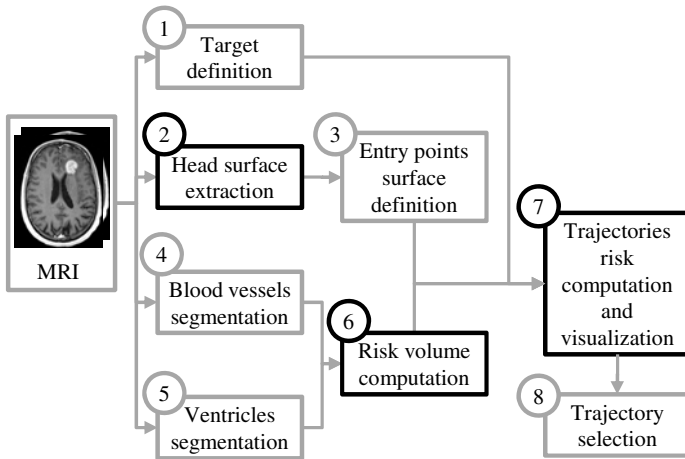 MRI
1
Target
definition
2
Head surface
extraction
3
Entry points
surface
definition
4
Blood vessels
segmentation
5
Ventricles
segmentation
6
Risk volume
computation
7
Trajectories
risk
computation
and
visualization
8
Trajectory
selection